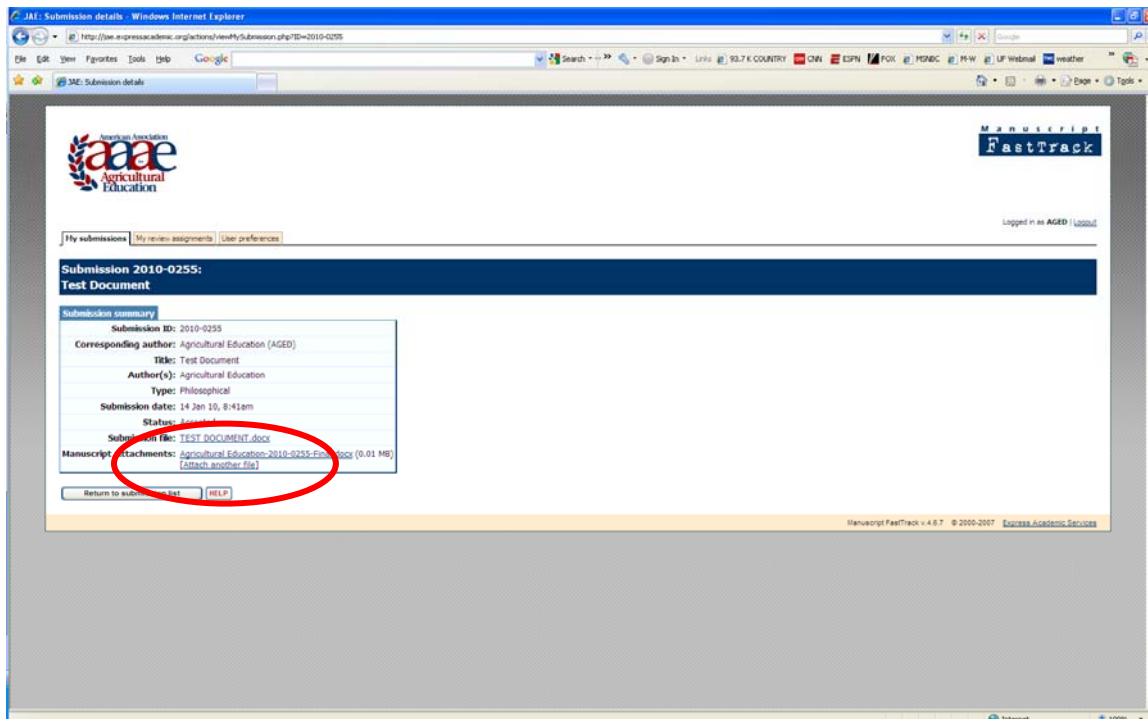 JAE: Submission details - Windows Internet Explorer
http://jae.expressacademic.org/actions/viewMySubmission.php?ID=2010-0255
Google
File Edit View Favorites Tools Help Google Search Sign In Links 93.7 K COUNTRY CNN ESPN FOX MSNBC M-W UF Webmail weather
JAE: Submission details Page Tools
American Association
aaae
Agricultural
Education
Manuscript
FastTrack
Logged in as AGED | Logout
My submissions My review assignments User preferences
Submission 2010-0255:
Test Document
Submission summary
Submission ID: 2010-0255
Corresponding author: Agricultural Education (AGED)
Title: Test Document
Author(s): Agricultural Education
Type: Philosophical
Submission date: 14 Jan 10, 8:41am
Status: Accepted
Submission file: TEST DOCUMENT.docx
Manuscript Attachments: Agricultural Education-2010-0255-Final.docx (0.01 MB)
[Attach another file]
Return to submission list HELP
Manuscript FastTrack v.4.6.7 © 2000-2007 Express Academic Services
Internet 100%